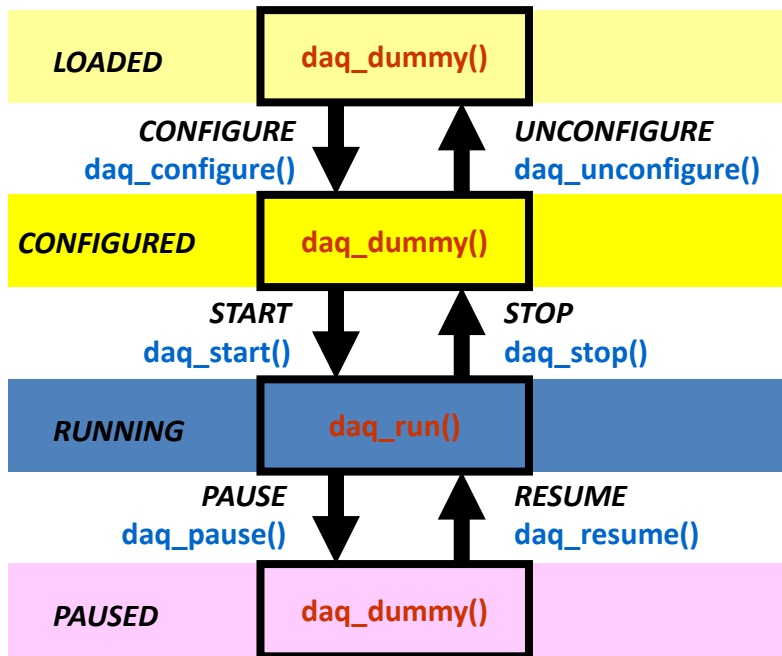 LOADED
daq_dummy()
CONFIGURE
daq_configure()
UNCONFIGURE
daq_unconfigure()
CONFIGURED
daq_dummy()
START
daq_start()
STOP
daq_stop()
RUNNING
daq_run()
PAUSE
daq_pause()
RESUME
daq_resume()
PAUSED
daq_dummy()